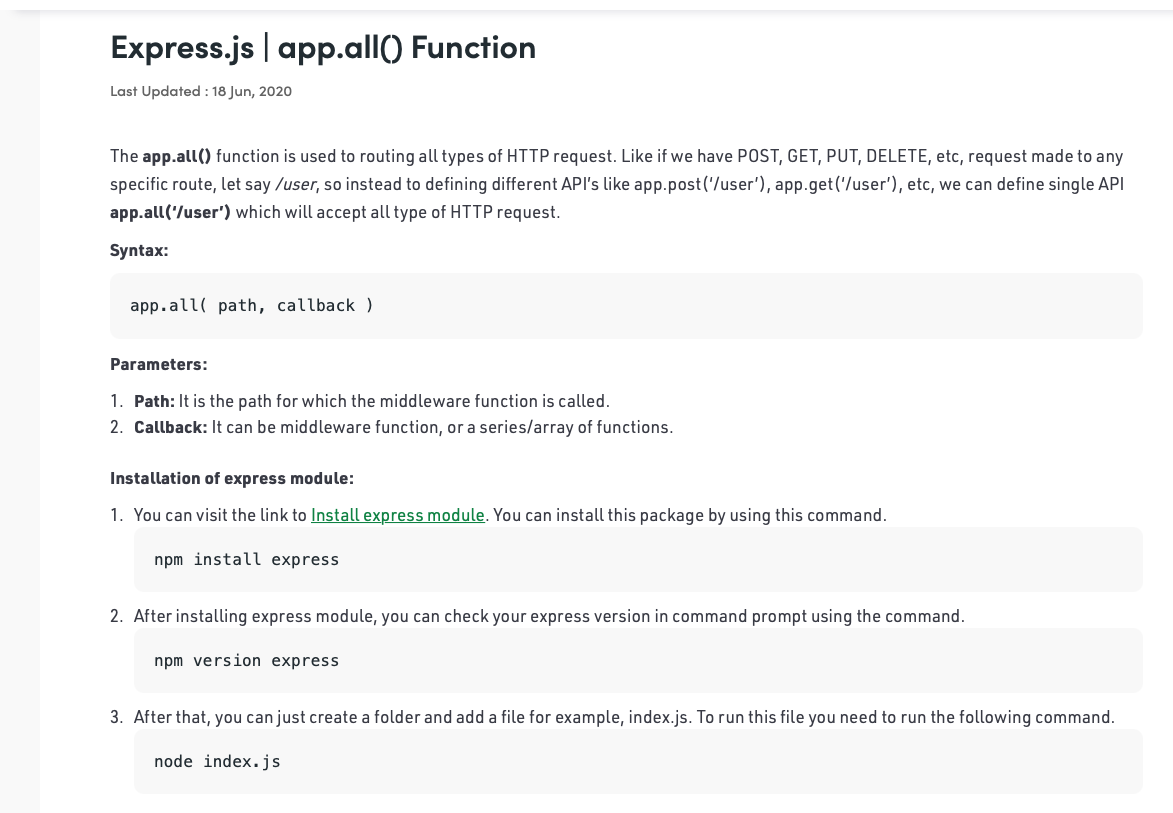 Express.js | app.all() Function
Last Updated : 18 Jun, 2020
The app.all() function is used to routing all types of HTTP request. Like if we have POST, GET, PUT, DELETE, etc, request made to any
specific route, let say /user, so instead to defining different API’s like app.post(‘/user’), app.get(‘/user’), etc, we can define single API
app.all(‘/user’) which will accept all type of HTTP request.
Syntax:
app.all( path, callback )
Parameters:
1. Path: It is the path for which the middleware function is called.
2. Callback: It can be middleware function, or a series/array of functions.
Installation of express module:
1. You can visit the link to Install express module. You can install this package by using this command.
npm install express
2. After installing express module, you can check your express version in command prompt using the command.
npm version express
3. After that, you can just create a folder and add a file for example, index.js. To run this file you need to run the following command.
node index.js